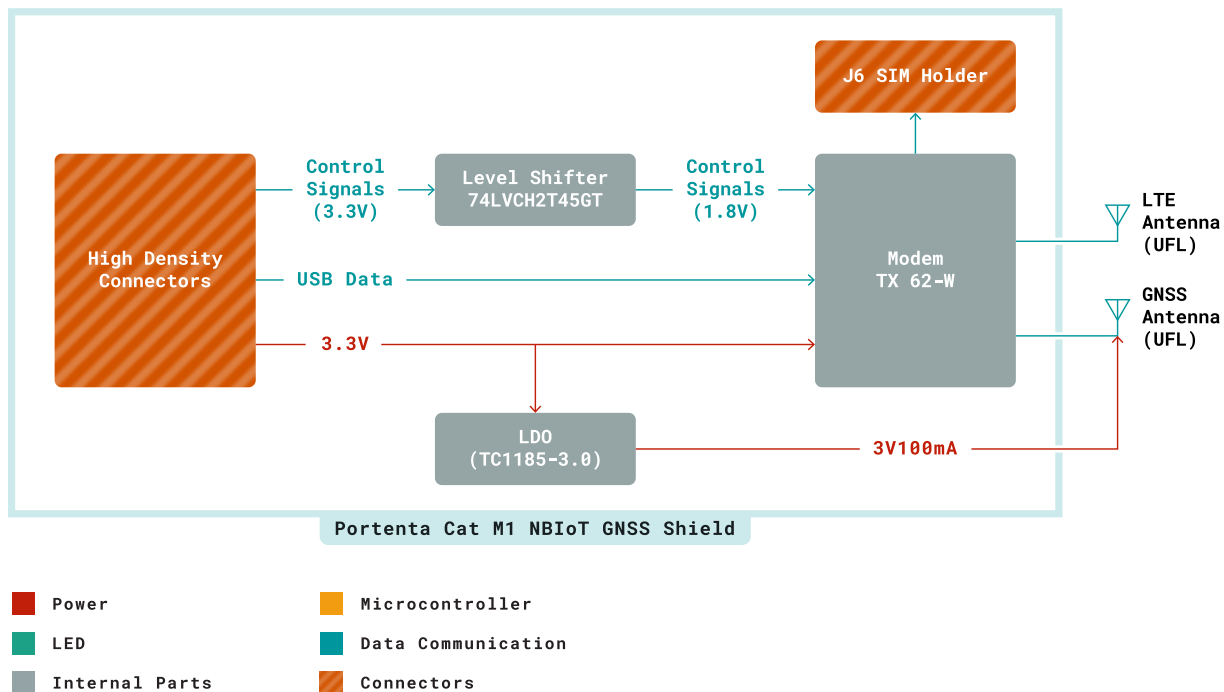 J6 SIM Holder
Control
Signals
(3.3V)
Level Shifter
74LVCH2T45GT
Control
Signals
(1.8V)
LTE
Antenna
(UFL)
High Density
Connectors
USB Data
Modem
TX 62-W
GNSS
Antenna
(UFL)
3.3V
LDO
(TC1185-3.0)
3V100mA
Portenta Cat M1 NBIoT GNSS Shield
Power
Microcontroller
LED
Data Communication
Internal Parts
Connectors